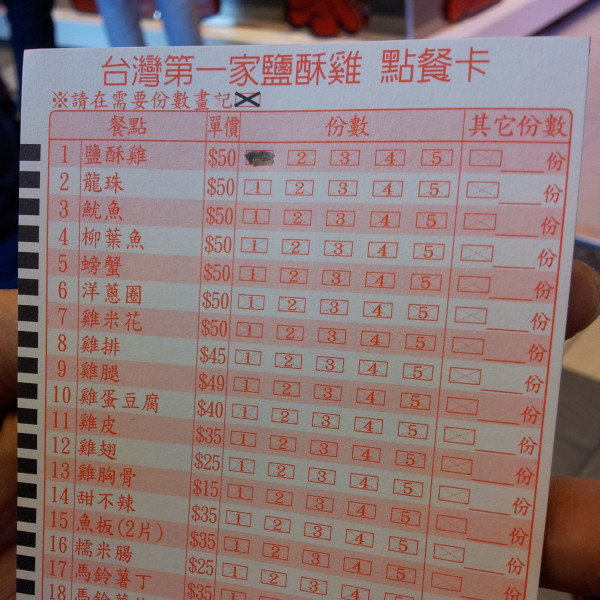 台灣第一家鹽酥雞 點餐卡
※請在需要份數畫記☒
餐點 單價 份數 其它份數
1 鹽酥雞 $50 2 3 4 5 份
2 龍珠 $50 1 2 3 4 5 份
3 魷魚 $50 1 2 3 4 5 份
4 柳葉魚 $50 1 2 3 4 5 份
5 螃蟹 $50 1 2 3 4 5 份
6 洋蔥圈 $50 1 2 3 4 5 份
7 雞米花 $50 1 2 3 4 5 份
8 雞排 $45 1 2 3 4 5 份
9 雞腿 $49 1 2 3 4 5 份
10 雞蛋豆腐 $40 1 2 3 4 5 份
11 雞皮 $35 1 2 3 4 5 份
12 雞翅 $25 1 2 3 4 5 份
13 雞胸骨 $15 1 2 3 4 5 份
14 甜不辣 $35 1 2 3 4 5 份
15 魚板(2片) $35 1 2 3 4 5 份
16 糯米腸 $25 1 2 3 4 5 份
17 馬鈴薯丁 $35 1 2 3 4 5
18 馬鈴薯